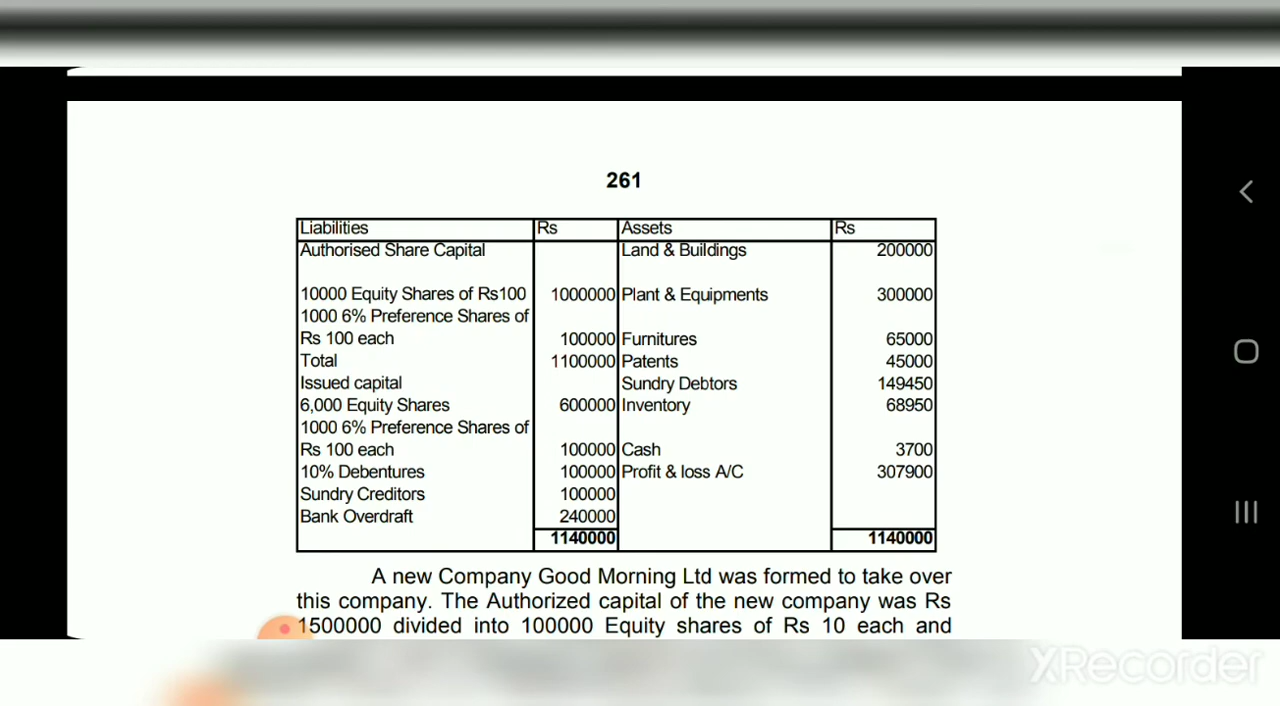 261
Liabilities Rs Assets Rs
Authorised Share Capital Land & Buildings 200000
10000 Equity Shares of Rs100 1000000 Plant & Equipments 300000
1000 6% Preference Shares of
Rs 100 each 100000 Furnitures 65000
Total 1100000 Patents 45000
Issued capital Sundry Debtors 149450
6,000 Equity Shares 600000 Inventory 68950
1000 6% Preference Shares of
Rs 100 each 100000 Cash 3700
10% Debentures 100000 Profit & loss A/C 307900
Sundry Creditors 100000
Bank Overdraft 240000
1140000 1140000
A new Company Good Morning Ltd was formed to take over
this company. The Authorized capital of the new company was Rs
1500000 divided into 100000 Equity shares of Rs 10 each and
XRecorder